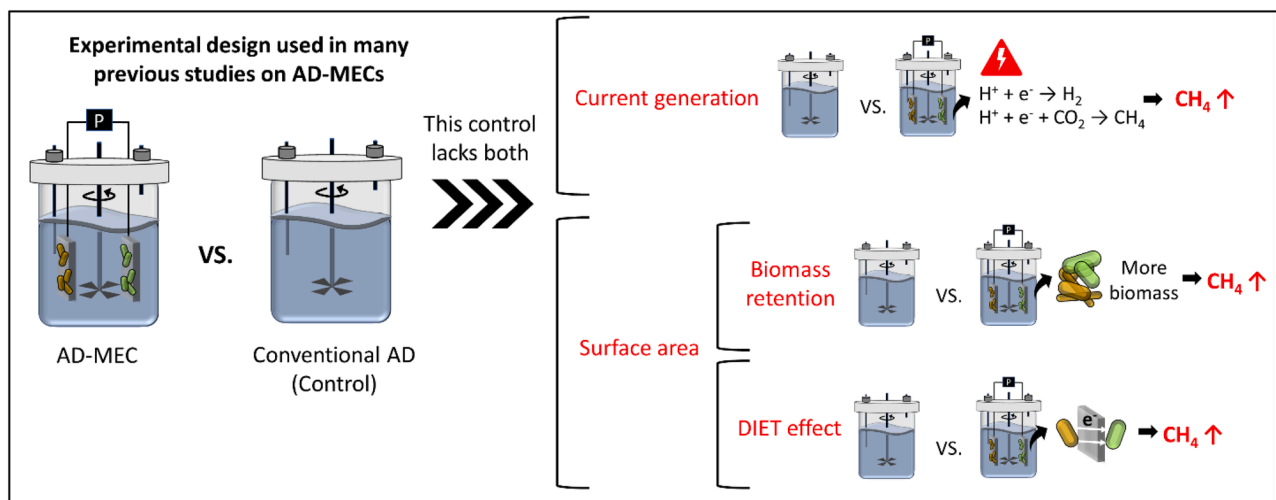 Experimental design used in many
previous studies on AD-MECs
P
VS.
AD-MEC
Conventional AD
(Control)
This control
lacks both
Current generation
VS.
P
H⁺ + e⁻ → H₂
H⁺ + e⁻ + CO₂ → CH₄
CH₄ ↑
Surface area
Biomass
retention
VS.
P
More
biomass
CH₄ ↑
DIET effect
VS.
P
e⁻
CH₄ ↑